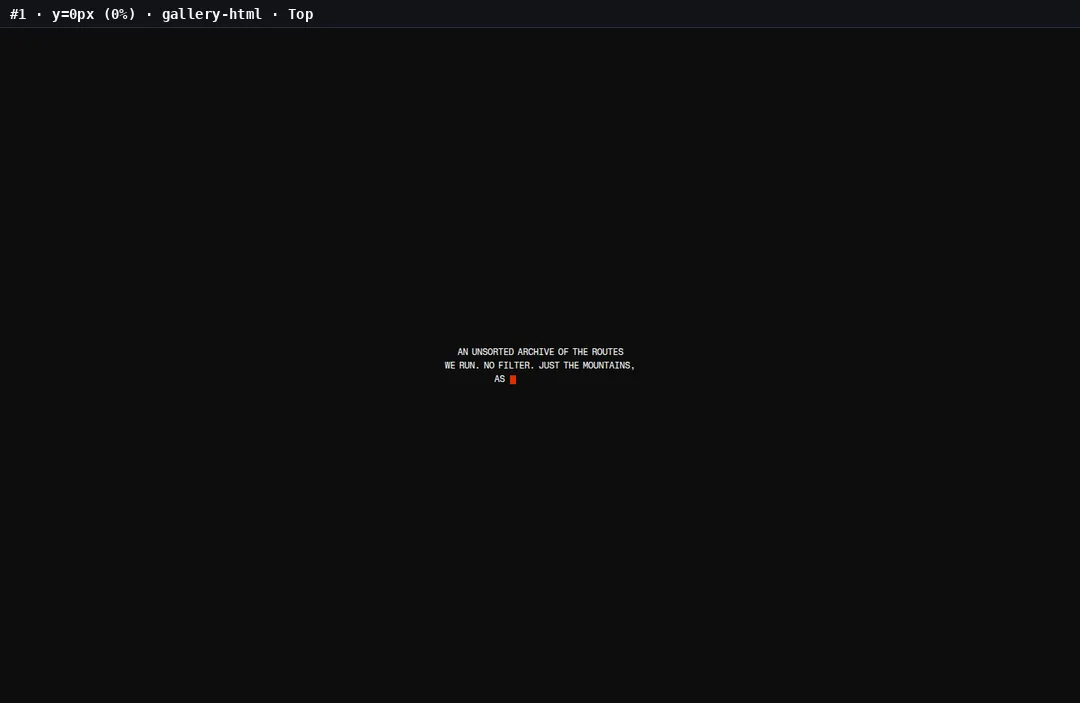 #1 · y=0px (0%) · gallery-html · Top
AN UNSORTED ARCHIVE OF THE ROUTES
WE RUN. NO FILTER. JUST THE MOUNTAINS,
AS